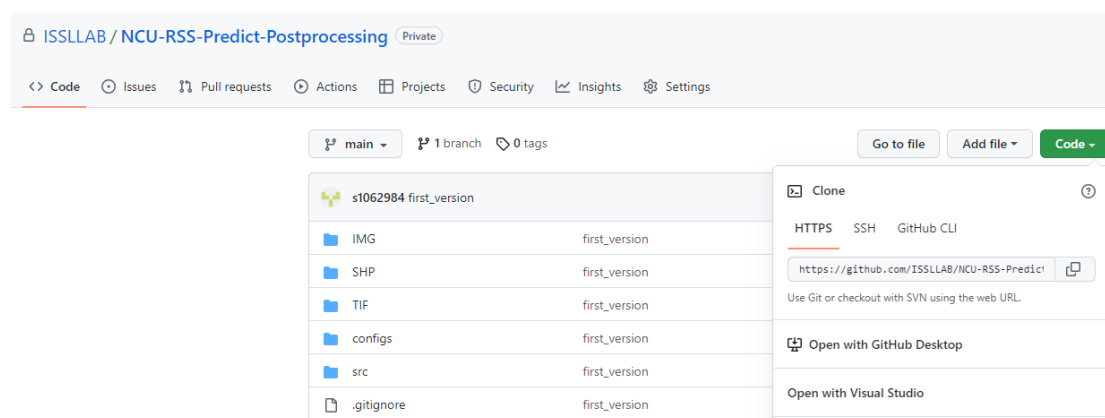 ISSLLAB / NCU-RSS-Predict-Postprocessing Private
<> Code Issues Pull requests Actions Projects Security Insights Settings
main 1 branch 0 tags Go to file Add file Code
s1062984 first_version
IMG first_version
SHP first_version
TIF first_version
configs first_version
src first_version
.gitignore first_version
Clone
HTTPS SSH GitHub CLI
https://github.com/ISSLLAB/NCU-RSS-Predict
Use Git or checkout with SVN using the web URL.
Open with GitHub Desktop
Open with Visual Studio